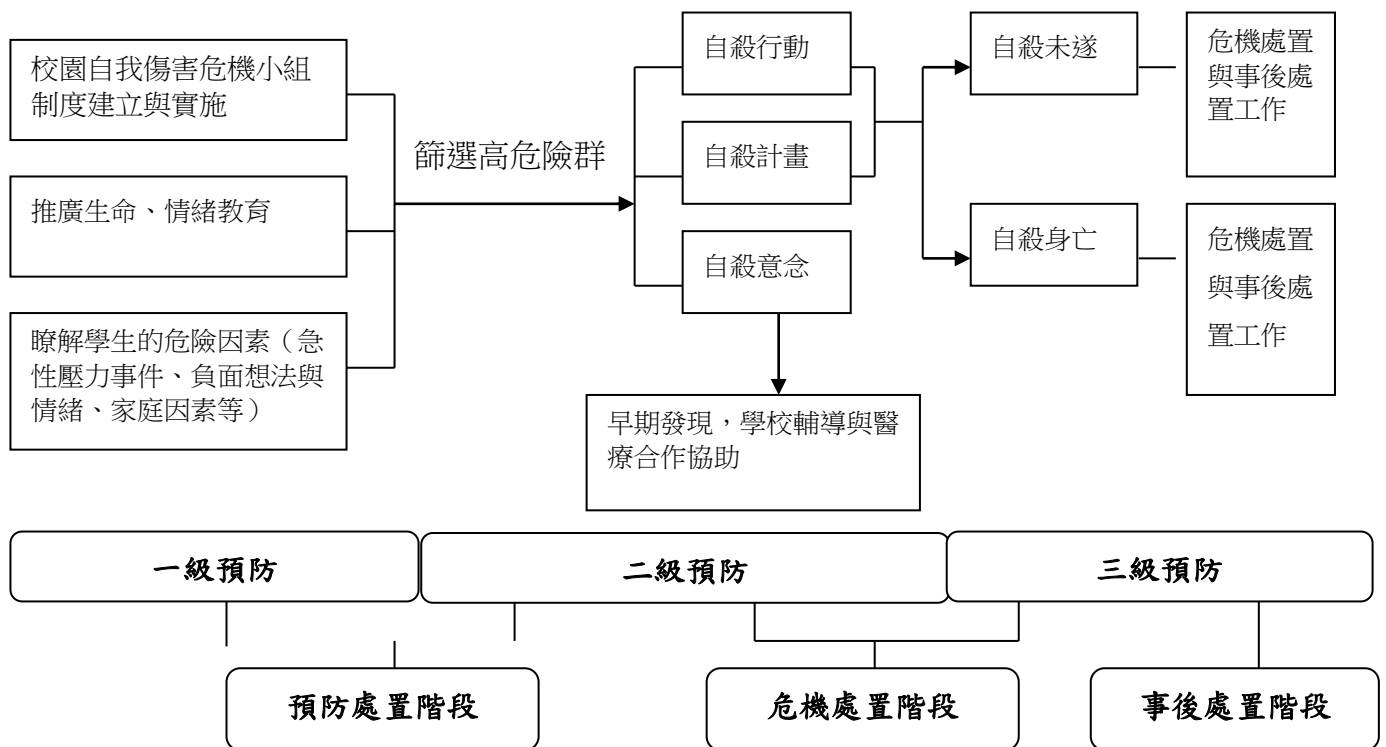 校園自我傷害危機小組
制度建立與實施
推廣生命、情緒教育
瞭解學生的危險因素（急
性壓力事件、負面想法與
情緒、家庭因素等）
篩選高危險群
自殺行動
自殺計畫
自殺意念
早期發現，學校輔導與醫
療合作協助
自殺未遂
自殺身亡
危機處置
與事後處
置工作
危機處置
與事後處
置工作
一級預防
二級預防
三級預防
預防處置階段
危機處置階段
事後處置階段